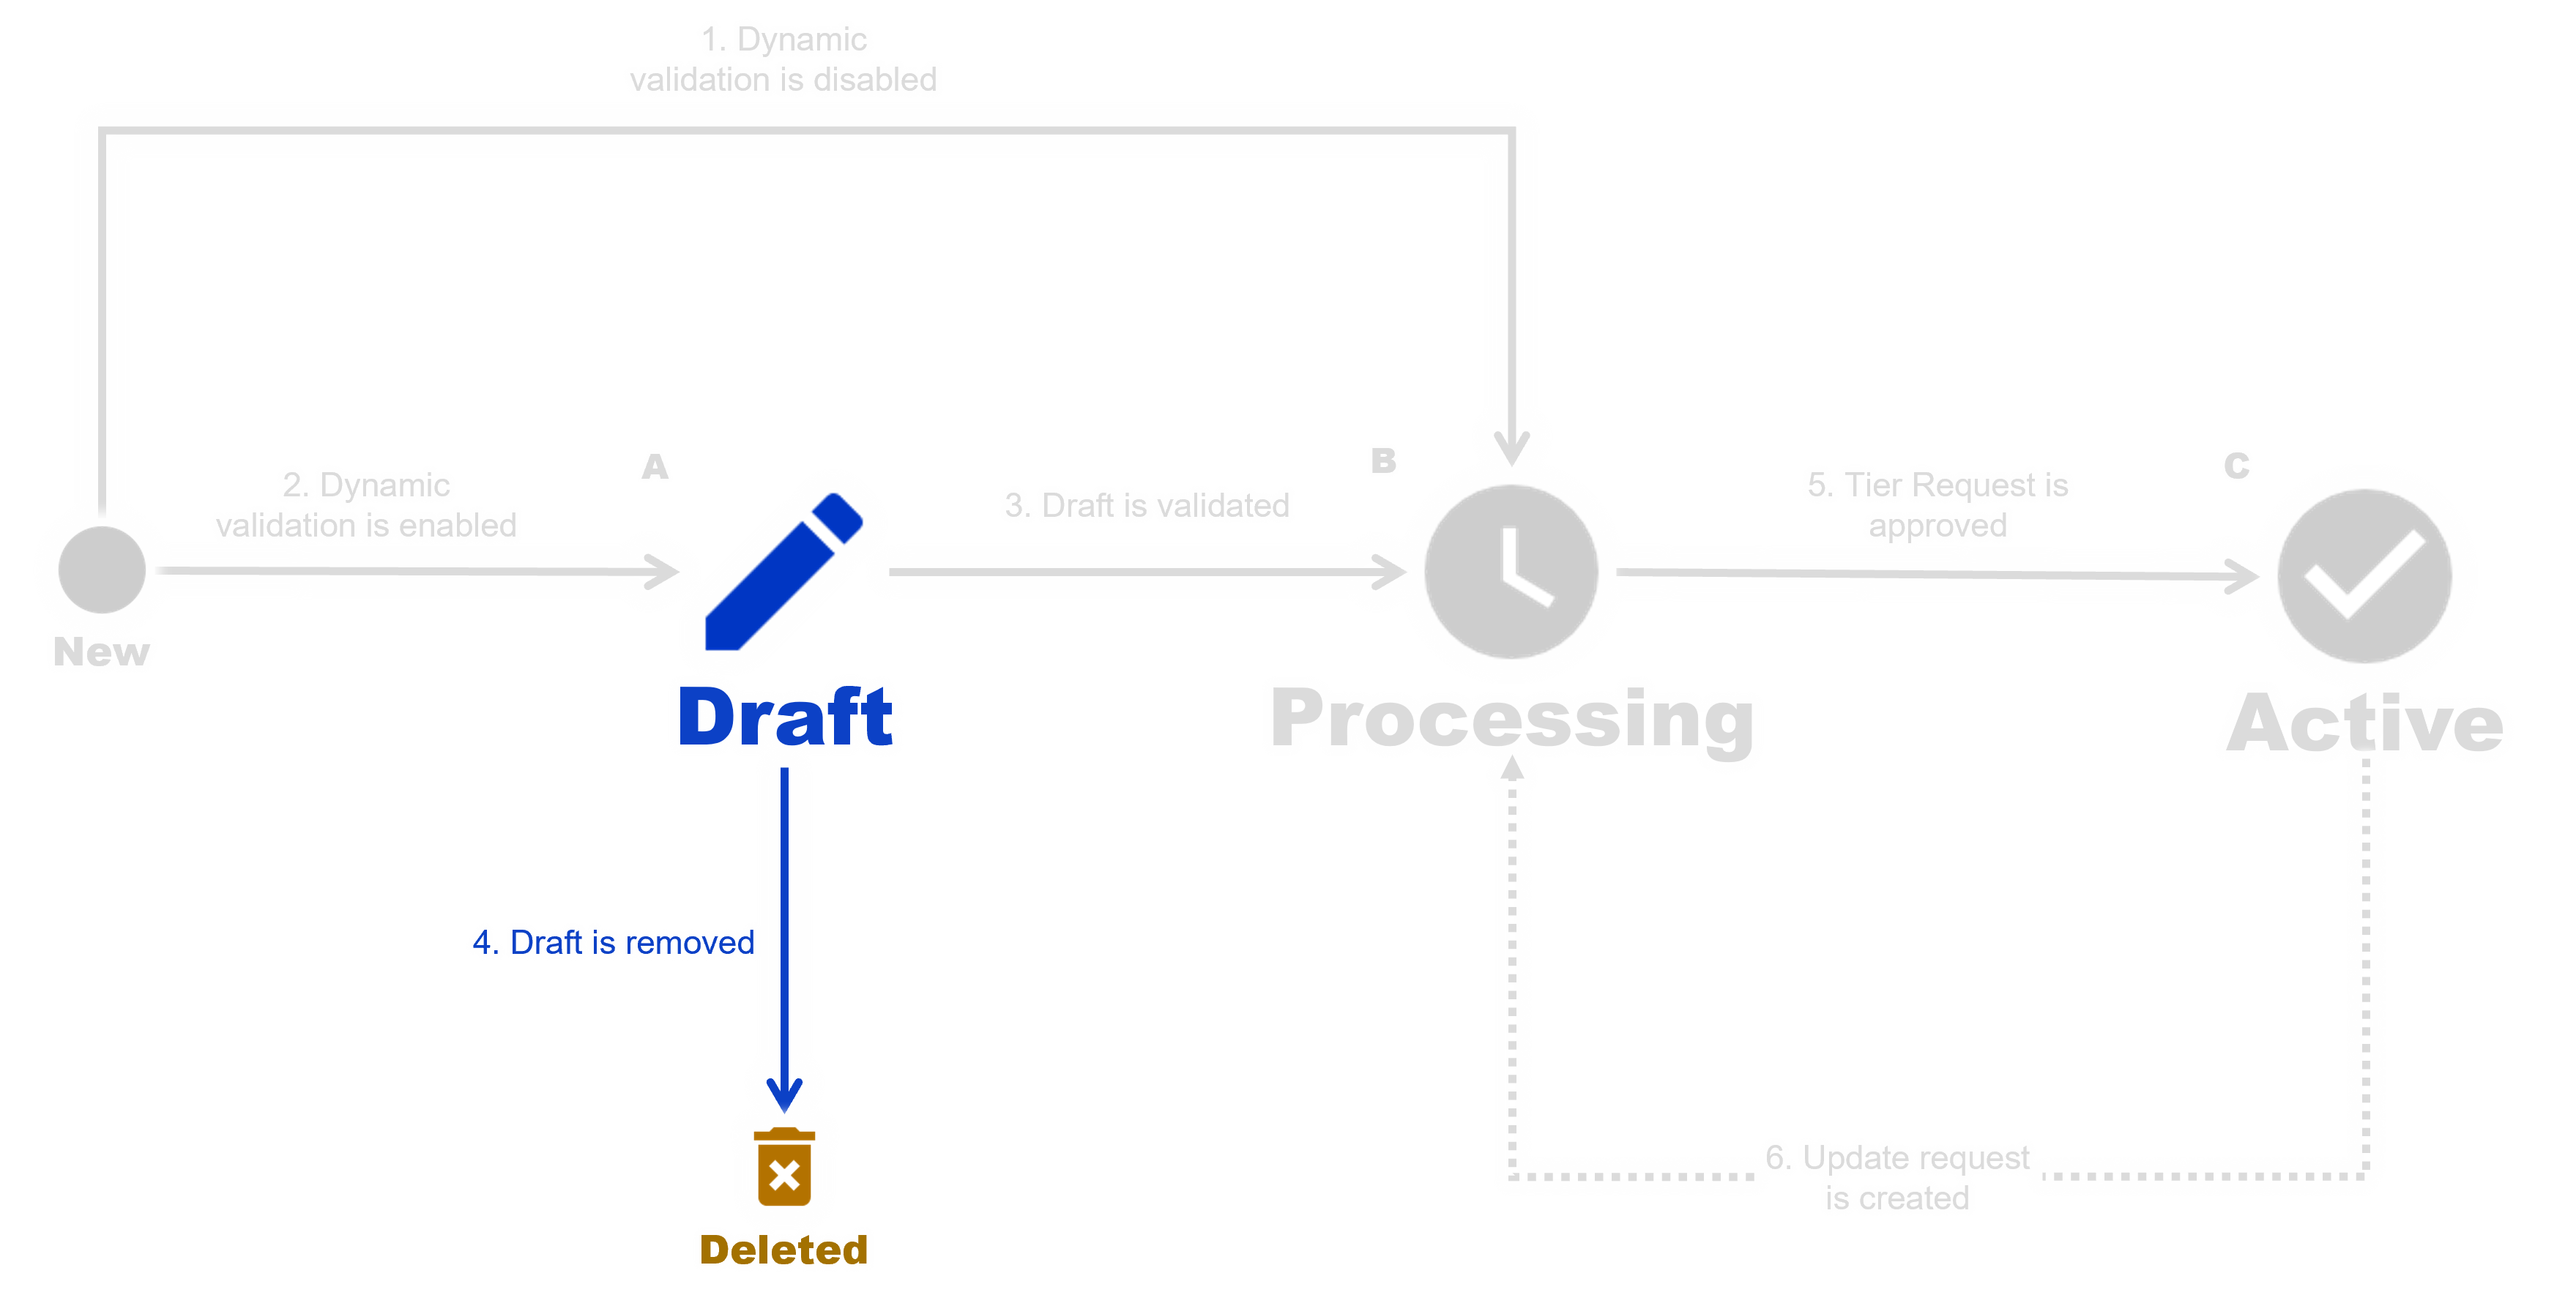 1. Dynamic
validation is disabled
2. Dynamic
validation is enabled
A
3. Draft is validated
B
5. Tier Request is
approved
C
New
Draft
Processing
Active
4. Draft is removed
6. Update request
is created
Deleted